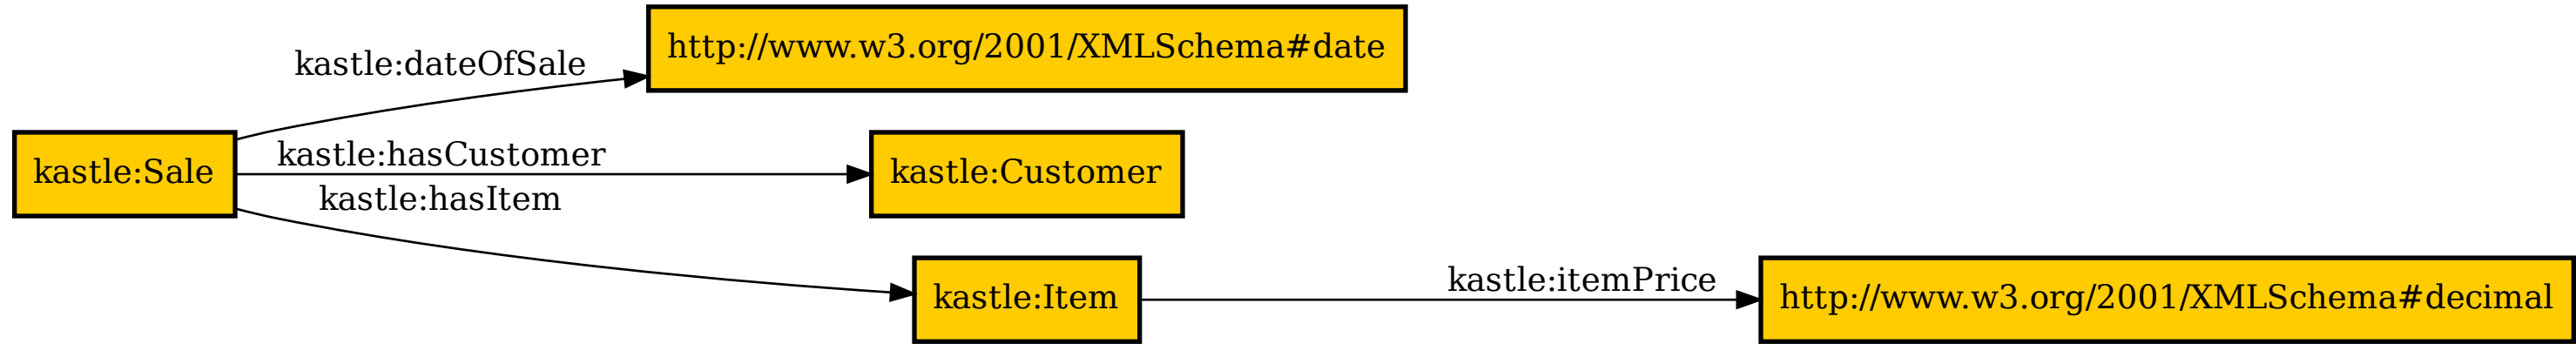 http://www.w3.org/2001/XMLSchema#date
kastle:dateOfSale
kastle:Sale
kastle:hasCustomer
kastle:Customer
kastle:hasItem
kastle:Item
kastle:itemPrice
http://www.w3.org/2001/XMLSchema#decimal